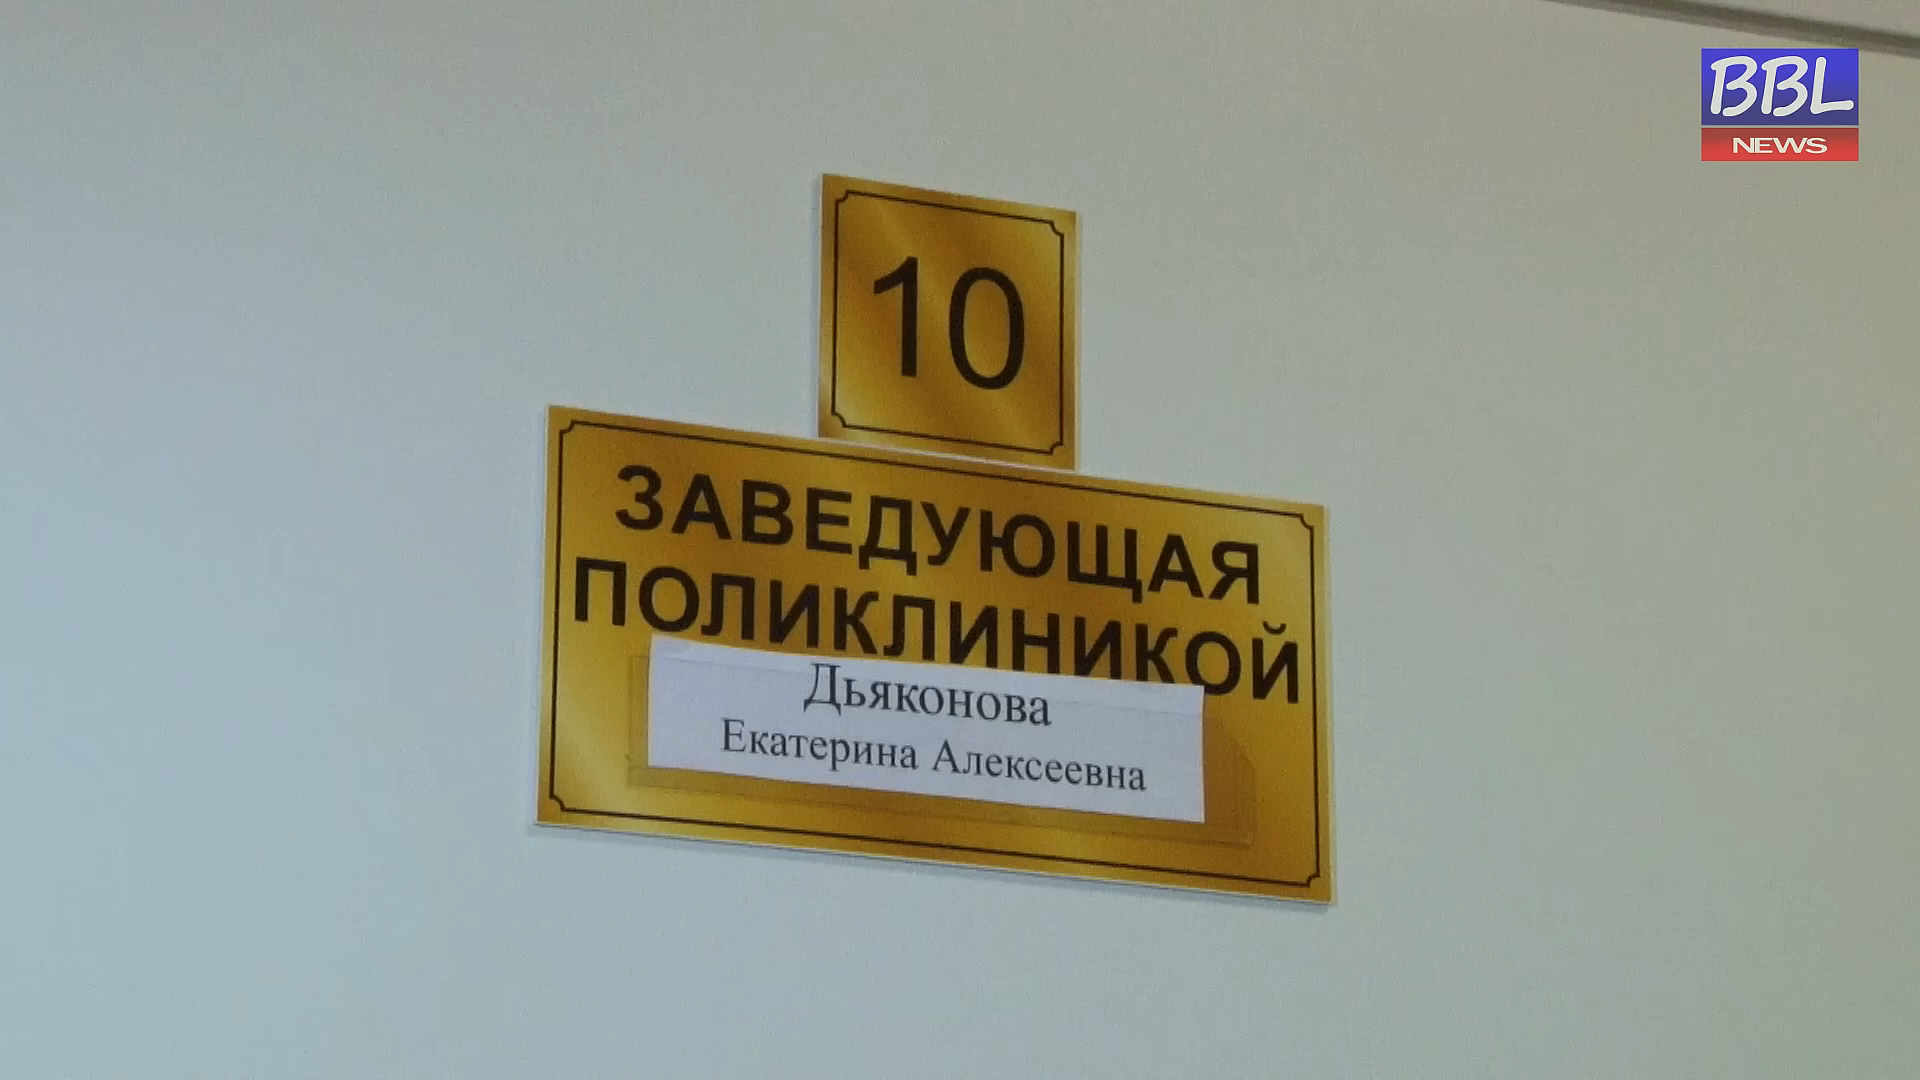 BBL
NEWS
10
ЗАВЕДУЮЩАЯ
ПОЛИКЛИНИКОЙ
Дьяконова
Екатерина Алексеевна